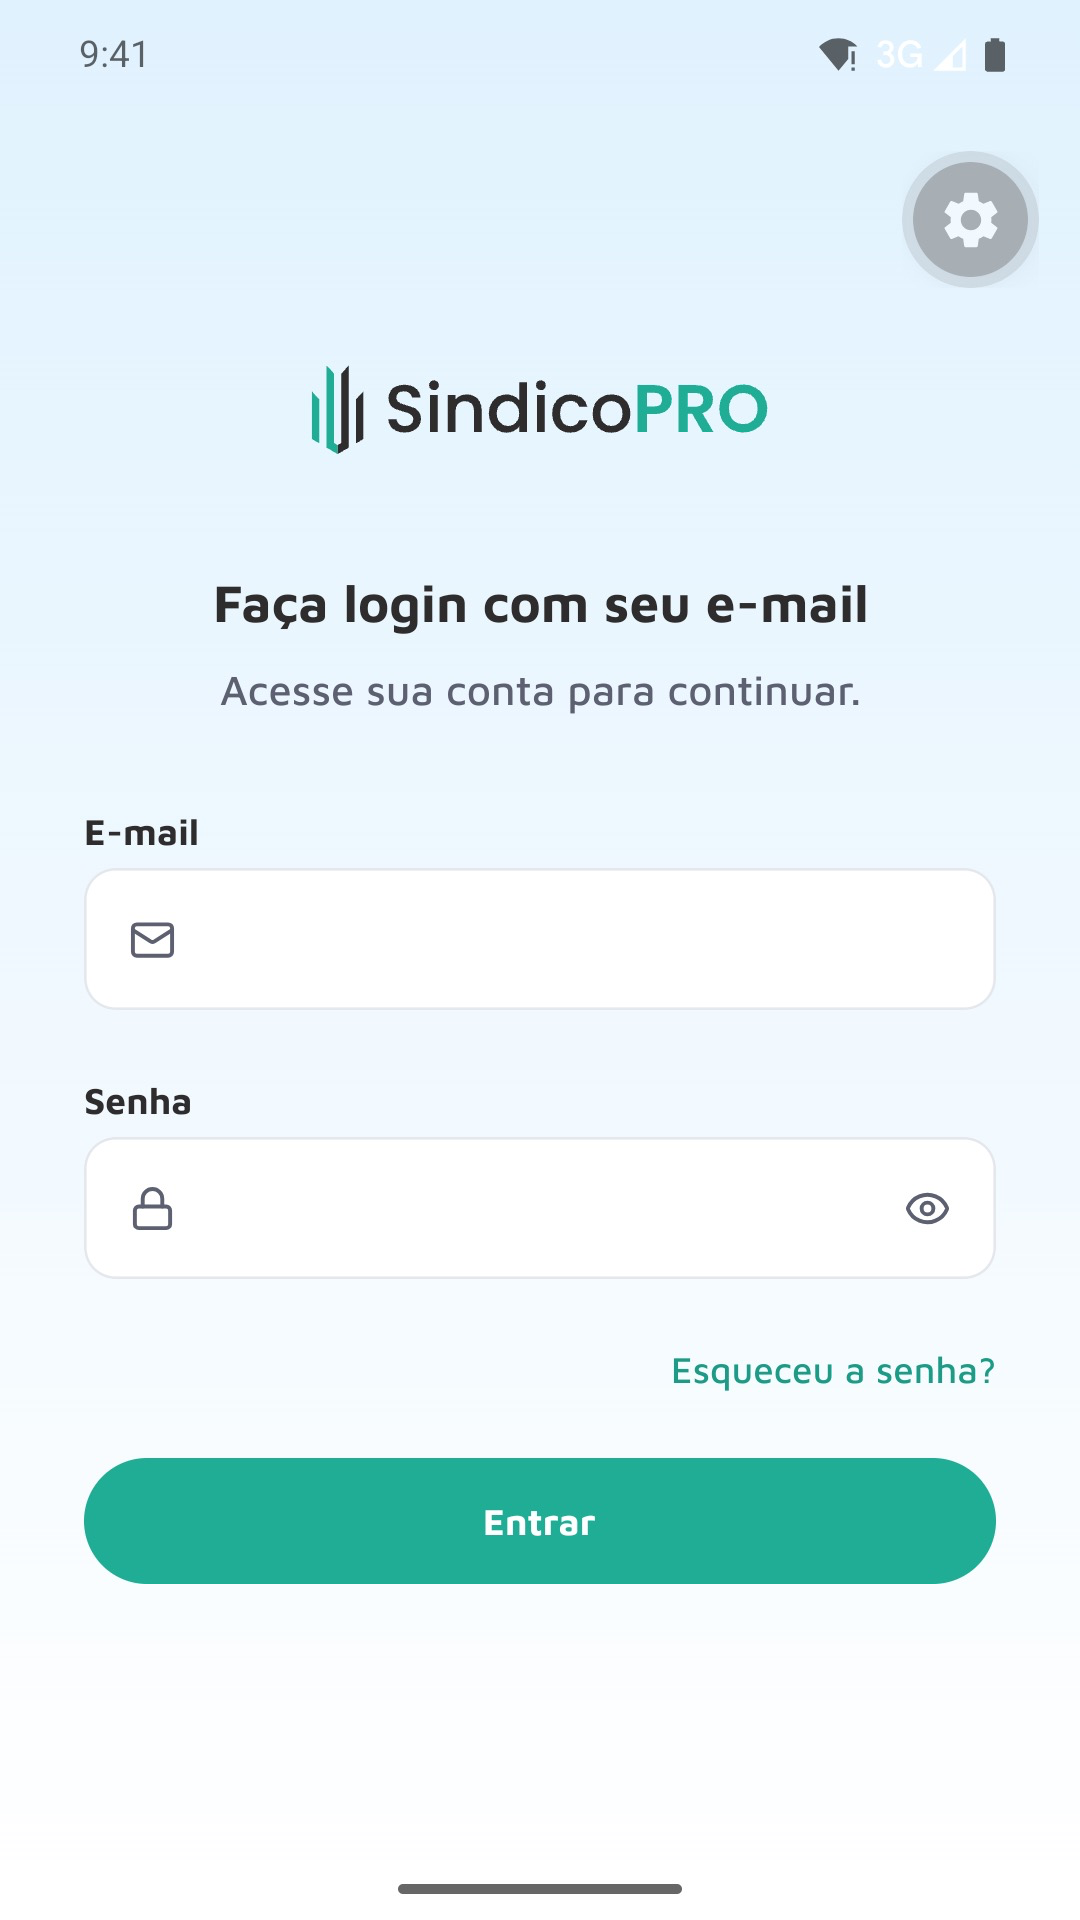 9:41
3G
SindicoPRO
Faça login com seu e-mail
Acesse sua conta para continuar.
E-mail
Senha
Esqueceu a senha?
Entrar